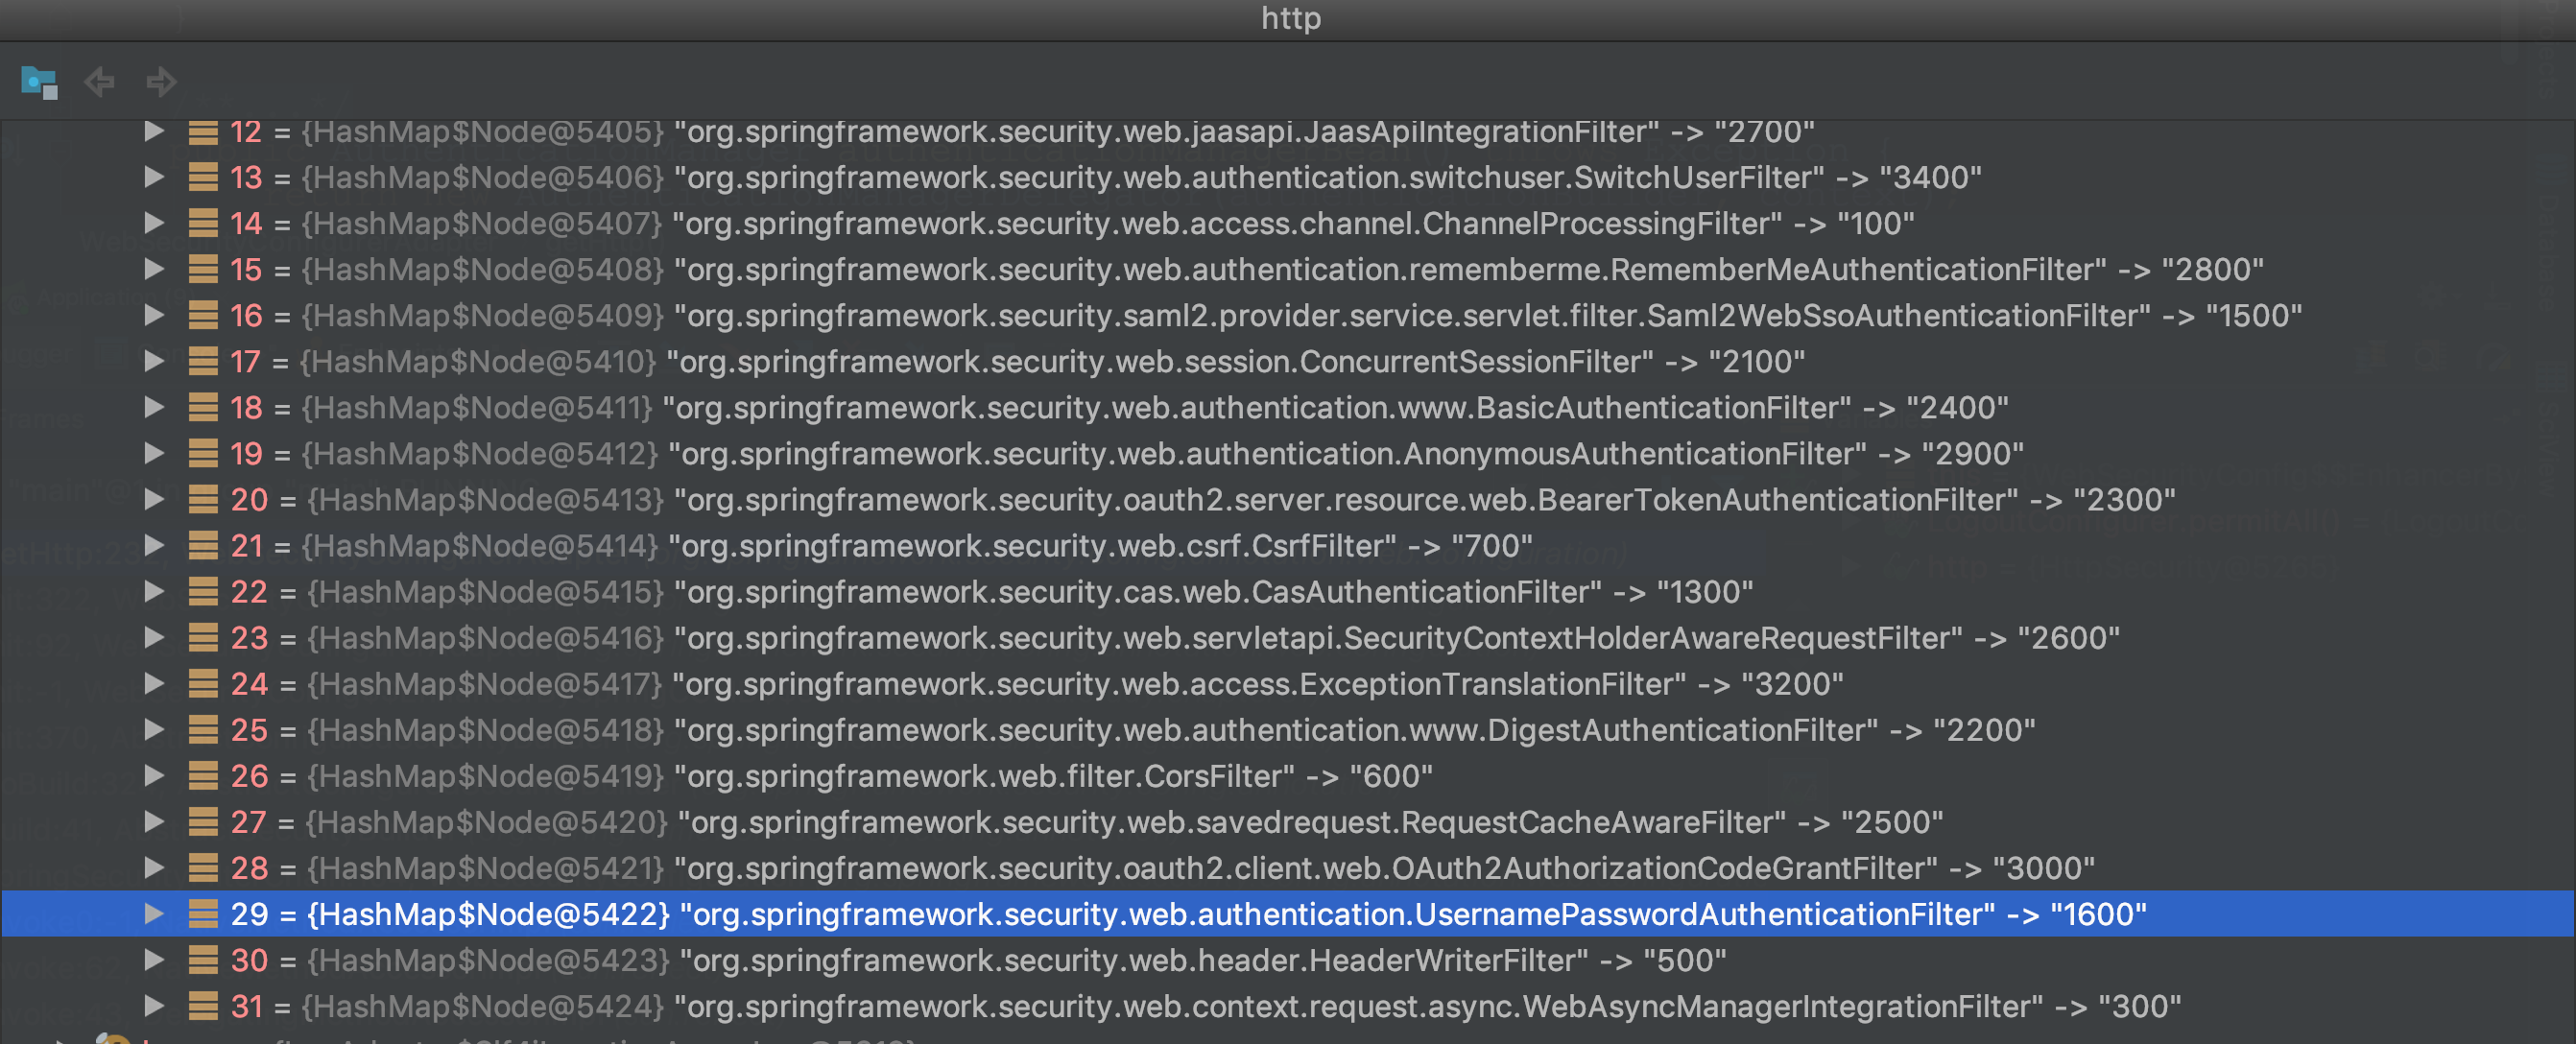 http
12 = {HashMap$Node@5405} "org.springframework.security.web.jaasapi.JaasApiIntegrationFilter" -> "2700"
13 = {HashMap$Node@5406} "org.springframework.security.web.authentication.switchuser.SwitchUserFilter" -> "3400"
14 = {HashMap$Node@5407} "org.springframework.security.web.access.channel.ChannelProcessingFilter" -> "100"
15 = {HashMap$Node@5408} "org.springframework.security.web.authentication.rememberme.RememberMeAuthenticationFilter" -> "2800"
16 = {HashMap$Node@5409} "org.springframework.security.saml2.provider.service.servlet.filter.Saml2WebSsoAuthenticationFilter" -> "1500"
17 = {HashMap$Node@5410} "org.springframework.security.web.session.ConcurrentSessionFilter" -> "2100"
18 = {HashMap$Node@5411} "org.springframework.security.web.authentication.www.BasicAuthenticationFilter" -> "2400"
19 = {HashMap$Node@5412} "org.springframework.security.web.authentication.AnonymousAuthenticationFilter" -> "2900"
20 = {HashMap$Node@5413} "org.springframework.security.oauth2.server.resource.web.BearerTokenAuthenticationFilter" -> "2300"
21 = {HashMap$Node@5414} "org.springframework.security.web.csrf.CsrfFilter" -> "700"
22 = {HashMap$Node@5415} "org.springframework.security.cas.web.CasAuthenticationFilter" -> "1300"
23 = {HashMap$Node@5416} "org.springframework.security.web.servletapi.SecurityContextHolderAwareRequestFilter" -> "2600"
24 = {HashMap$Node@5417} "org.springframework.security.web.access.ExceptionTranslationFilter" -> "3200"
25 = {HashMap$Node@5418} "org.springframework.security.web.authentication.www.DigestAuthenticationFilter" -> "2200"
26 = {HashMap$Node@5419} "org.springframework.web.filter.CorsFilter" -> "600"
27 = {HashMap$Node@5420} "org.springframework.security.web.savedrequest.RequestCacheAwareFilter" -> "2500"
28 = {HashMap$Node@5421} "org.springframework.security.oauth2.client.web.OAuth2AuthorizationCodeGrantFilter" -> "3000"
29 = {HashMap$Node@5422} "org.springframework.security.web.authentication.UsernamePasswordAuthenticationFilter" -> "1600"
30 = {HashMap$Node@5423} "org.springframework.security.web.header.HeaderWriterFilter" -> "500"
31 = {HashMap$Node@5424} "org.springframework.security.web.context.request.async.WebAsyncManagerIntegrationFilter" -> "300"